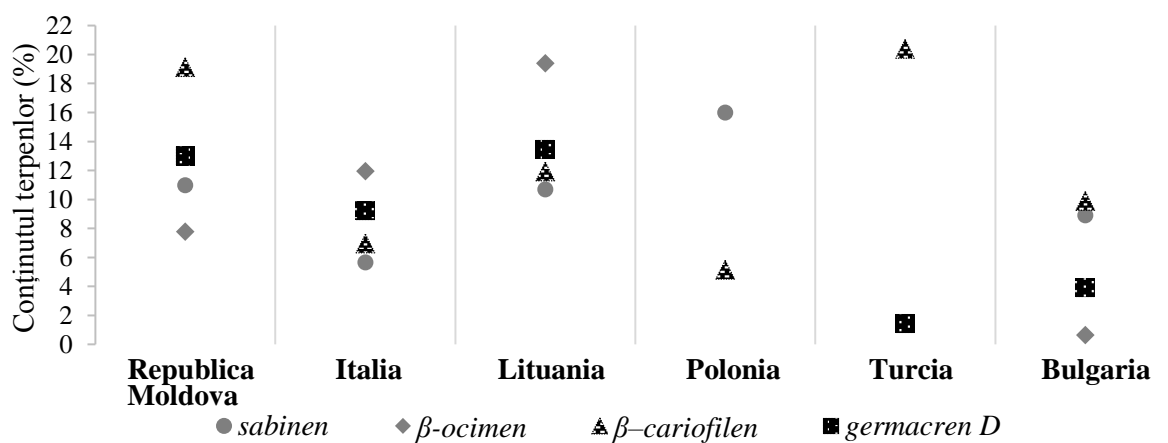 Conținutul terpenlor (%)
22
20
18
16
14
12
10
8
6
4
2
0
Republica Moldova
Italia
Lituania
Polonia
Turcia
Bulgaria
sabinen
β-ocimen
β–cariofilen
germacren D